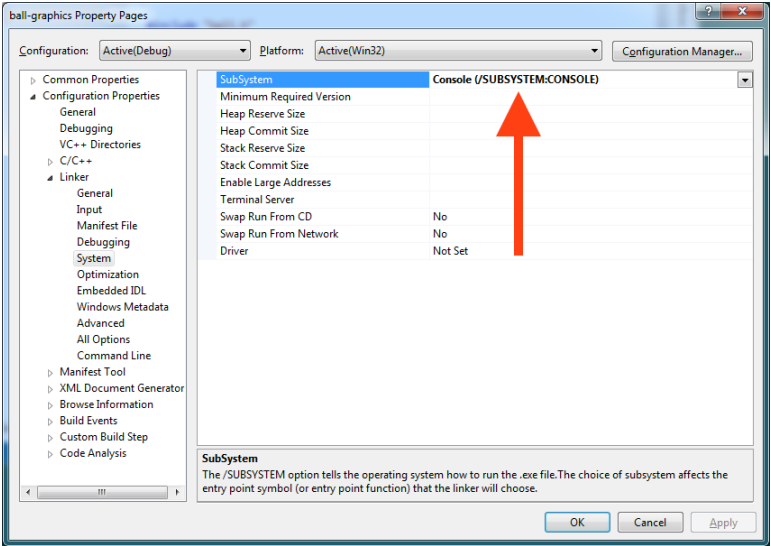 ball-graphics Property Pages
Configuration: Active(Debug) Platform: Active(Win32) Configuration Manager...
Common Properties
Configuration Properties
General
Debugging
VC++ Directories
C/C++
Linker
General
Input
Manifest File
Debugging
System
Optimization
Embedded IDL
Windows Metadata
Advanced
All Options
Command Line
Manifest Tool
XML Document Generator
Browse Information
Build Events
Custom Build Step
Code Analysis
SubSystem Console (/SUBSYSTEM:CONSOLE)
Minimum Required Version
Heap Reserve Size
Heap Commit Size
Stack Reserve Size
Stack Commit Size
Enable Large Addresses
Terminal Server
Swap Run From CD No
Swap Run From Network No
Driver Not Set
SubSystem
The /SUBSYSTEM option tells the operating system how to run the .exe file.The choice of subsystem affects the
entry point symbol (or entry point function) that the linker will choose.
OK Cancel Apply